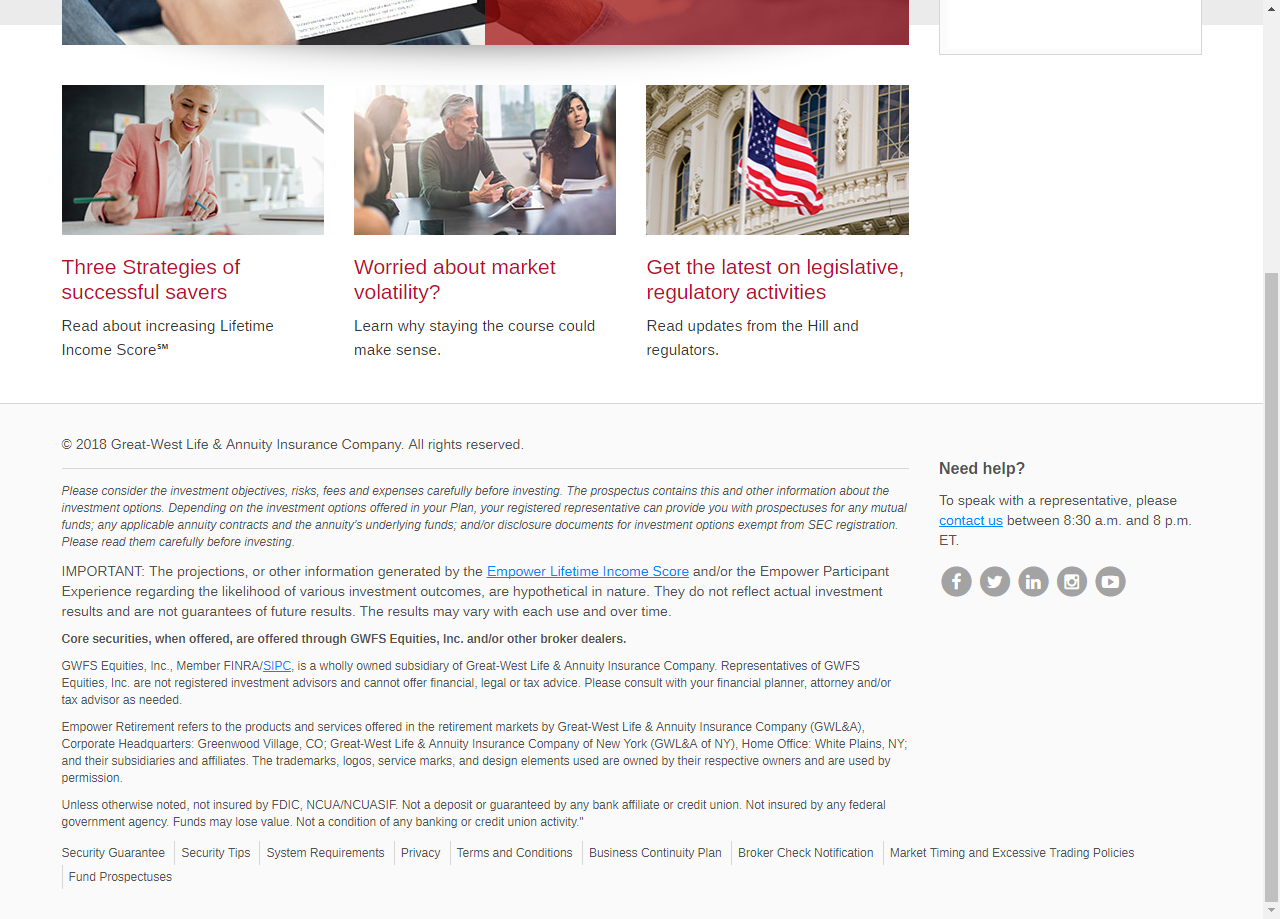 Three Strategies of
successful savers
Read about increasing Lifetime
Income Score℠
Worried about market
volatility?
Learn why staying the course could
make sense.
Get the latest on legislative,
regulatory activities
Read updates from the Hill and
regulators.
© 2018 Great-West Life & Annuity Insurance Company. All rights reserved.
Please consider the investment objectives, risks, fees and expenses carefully before investing. The prospectus contains this and other information about the
investment options. Depending on the investment options offered in your Plan, your registered representative can provide you with prospectuses for any mutual
funds; any applicable annuity contracts and the annuity's underlying funds; and/or disclosure documents for investment options exempt from SEC registration.
Please read them carefully before investing.
IMPORTANT: The projections, or other information generated by the Empower Lifetime Income Score and/or the Empower Participant
Experience regarding the likelihood of various investment outcomes, are hypothetical in nature. They do not reflect actual investment
results and are not guarantees of future results. The results may vary with each use and over time.
Core securities, when offered, are offered through GWFS Equities, Inc. and/or other broker dealers.
GWFS Equities, Inc., Member FINRA/SIPC, is a wholly owned subsidiary of Great-West Life & Annuity Insurance Company. Representatives of GWFS
Equities, Inc. are not registered investment advisors and cannot offer financial, legal or tax advice. Please consult with your financial planner, attorney and/or
tax advisor as needed.
Empower Retirement refers to the products and services offered in the retirement markets by Great-West Life & Annuity Insurance Company (GWL&A),
Corporate Headquarters: Greenwood Village, CO; Great-West Life & Annuity Insurance Company of New York (GWL&A of NY), Home Office: White Plains, NY;
and their subsidiaries and affiliates. The trademarks, logos, service marks, and design elements used are owned by their respective owners and are used by
permission.
Unless otherwise noted, not insured by FDIC, NCUA/NCUASIF. Not a deposit or guaranteed by any bank affiliate or credit union. Not insured by any federal
government agency. Funds may lose value. Not a condition of any banking or credit union activity."
Need help?
To speak with a representative, please
contact us between 8:30 a.m. and 8 p.m.
ET.
Security Guarantee Security Tips System Requirements Privacy Terms and Conditions Business Continuity Plan Broker Check Notification Market Timing and Excessive Trading Policies
Fund Prospectuses